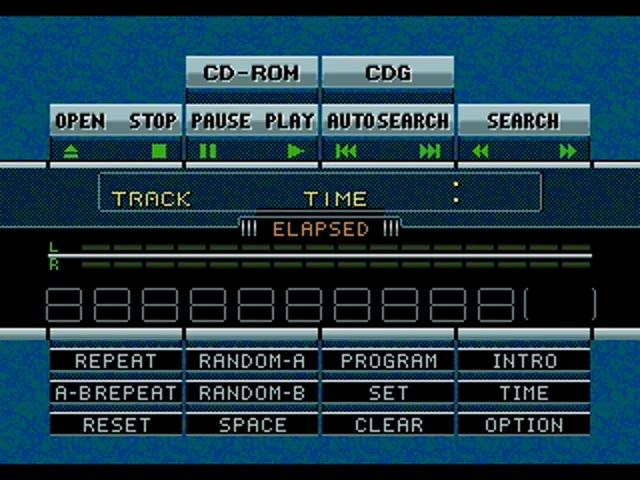 CD-ROM CDG
OPEN STOP PAUSE PLAY AUTOSEARCH SEARCH
TRACK TIME :
ELAPSED
L
R
REPEAT RANDOM-A PROGRAM INTRO
A-BREPEAT RANDOM-B SET TIME
RESET SPACE CLEAR OPTION